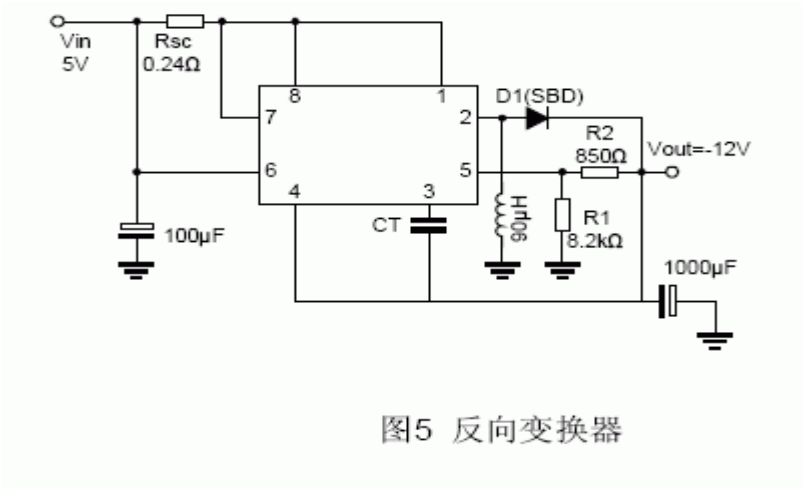 Vin
5V
Rsc
0.24Ω
8
1
7
2
6
5
4
3
D1(SBD)
R2
850Ω
Vout=-12V
CT
90μH
R1
8.2kΩ
100μF
1000μF
图5 反向变换器